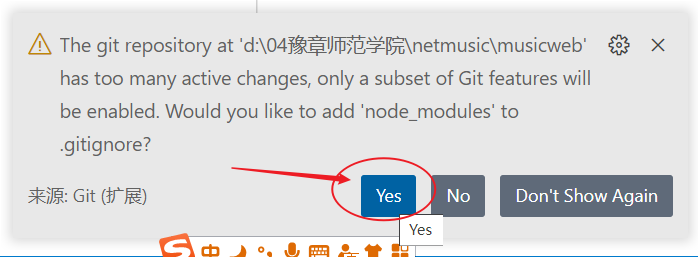 The git repository at 'd:\04豫章师范学院\netmusic\musicweb'
has too many active changes, only a subset of Git features will
be enabled. Would you like to add 'node_modules' to
.gitignore?
来源: Git (扩展)
Yes
No
Don't Show Again
Yes
中